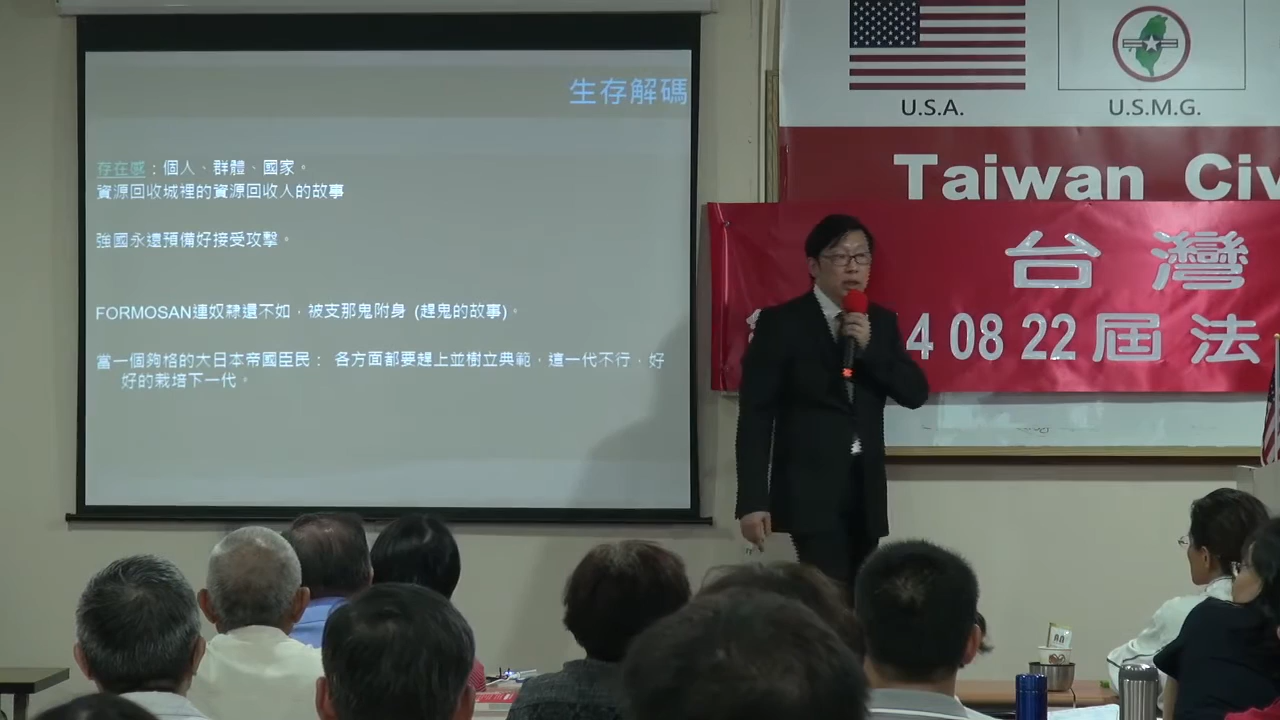 生存解碼
存在感：個人、群體、國家。
資源回收城裡的資源回收人的故事
強國永遠預備好接受攻擊。
FORMOSAN連奴隸還不如，被支那鬼附身 (趕鬼的故事)。
當一個夠格的大日本帝國臣民： 各方面都要趕上並樹立典範，這一代不行，好
好的栽培下一代。
U.S.A.
U.S.M.G.
Taiwan Civ
台灣
4 08 22 屆法